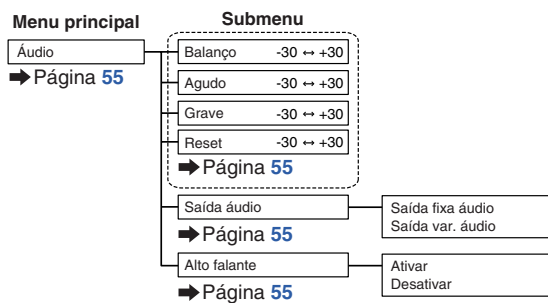 Menu principal
Submenu
Áudio
➡ Página 55
Balanço -30 ↔ +30
Agudo -30 ↔ +30
Grave -30 ↔ +30
Reset -30 ↔ +30
➡ Página 55
Saída áudio
➡ Página 55
Saída fixa áudio
Saída var. áudio
Alto falante
➡ Página 55
Ativar
Desativar